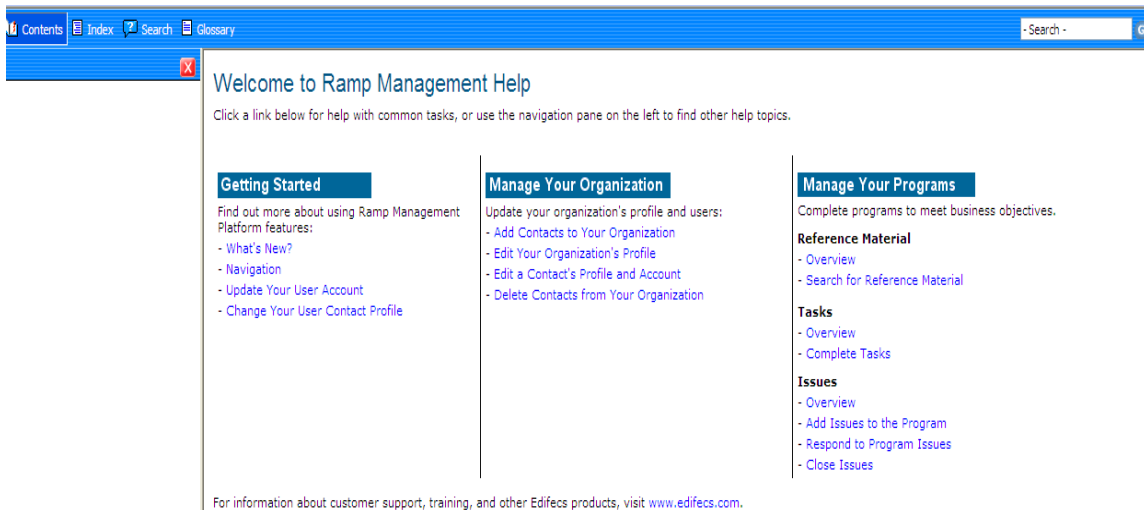 Contents Index Search Glossary - Search -
Welcome to Ramp Management Help
Click a link below for help with common tasks, or use the navigation pane on the left to find other help topics.
Getting Started
Find out more about using Ramp Management
Platform features:
- What's New?
- Navigation
- Update Your User Account
- Change Your User Contact Profile
Manage Your Organization
Update your organization's profile and users:
- Add Contacts to Your Organization
- Edit Your Organization's Profile
- Edit a Contact's Profile and Account
- Delete Contacts from Your Organization
Manage Your Programs
Complete programs to meet business objectives.
Reference Material
- Overview
- Search for Reference Material
Tasks
- Overview
- Complete Tasks
Issues
- Overview
- Add Issues to the Program
- Respond to Program Issues
- Close Issues
For information about customer support, training, and other Edifecs products, visit www.edifecs.com.